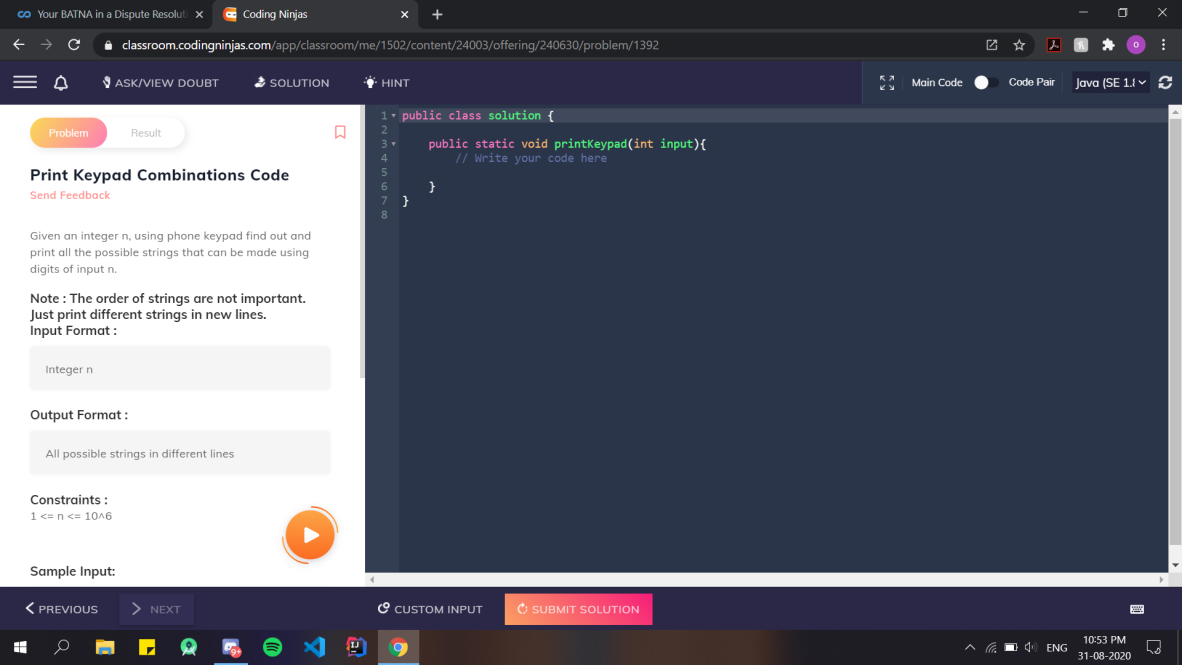 Your BATNA in a Dispute Resoluti
Coding Ninjas
classroom.codingninjas.com/app/classroom/me/1502/content/24003/offering/240630/problem/1392
O
ASK/VIEW DOUBT
SOLUTION
HINT
Main Code
Code Pair
Java (SE 1.8
Problem
Result
Print Keypad Combinations Code
Send Feedback
Given an integer n, using phone keypad find out and
print all the possible strings that can be made using
digits of input n.
Note : The order of strings are not important.
Just print different strings in new lines.
Input Format :
Integer n
Output Format :
All possible strings in different lines
Constraints :
1 <= n <= 10^6
Sample Input:
1 public class solution {
2
3 public static void printKeypad(int input){
4 // Write your code here
5
6 }
7 }
8
PREVIOUS
NEXT
CUSTOM INPUT
SUBMIT SOLUTION
9+
IJ
ENG
10:53 PM
31-08-2020